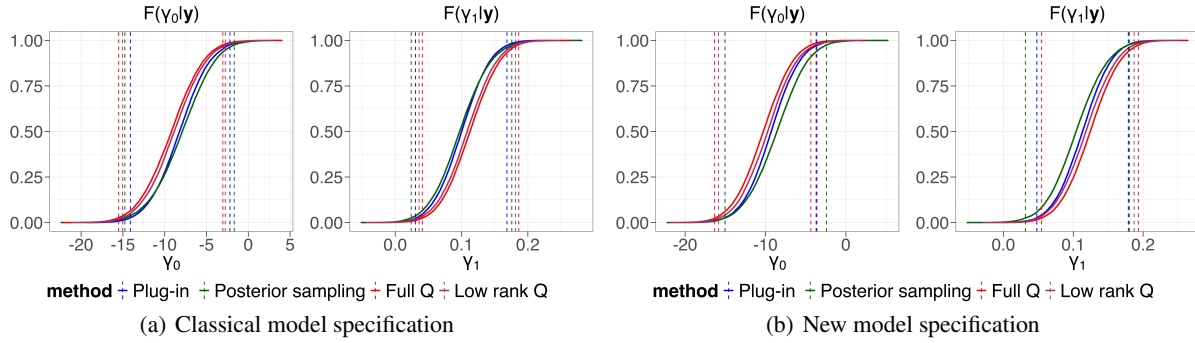 F(γ₀|y)
1.00
0.75
0.50
0.25
0.00
-20 -15 -10 -5 0 5
γ₀
F(γ₁|y)
1.00
0.75
0.50
0.25
0.00
0.0 0.1 0.2
γ₁
method Plug-in Posterior sampling Full Q Low rank Q
(a) Classical model specification
F(γ₀|y)
1.00
0.75
0.50
0.25
0.00
-20 -10 0
γ₀
F(γ₁|y)
1.00
0.75
0.50
0.25
0.00
0.0 0.1 0.2
γ₁
method Plug-in Posterior sampling Full Q Low rank Q
(b) New model specification